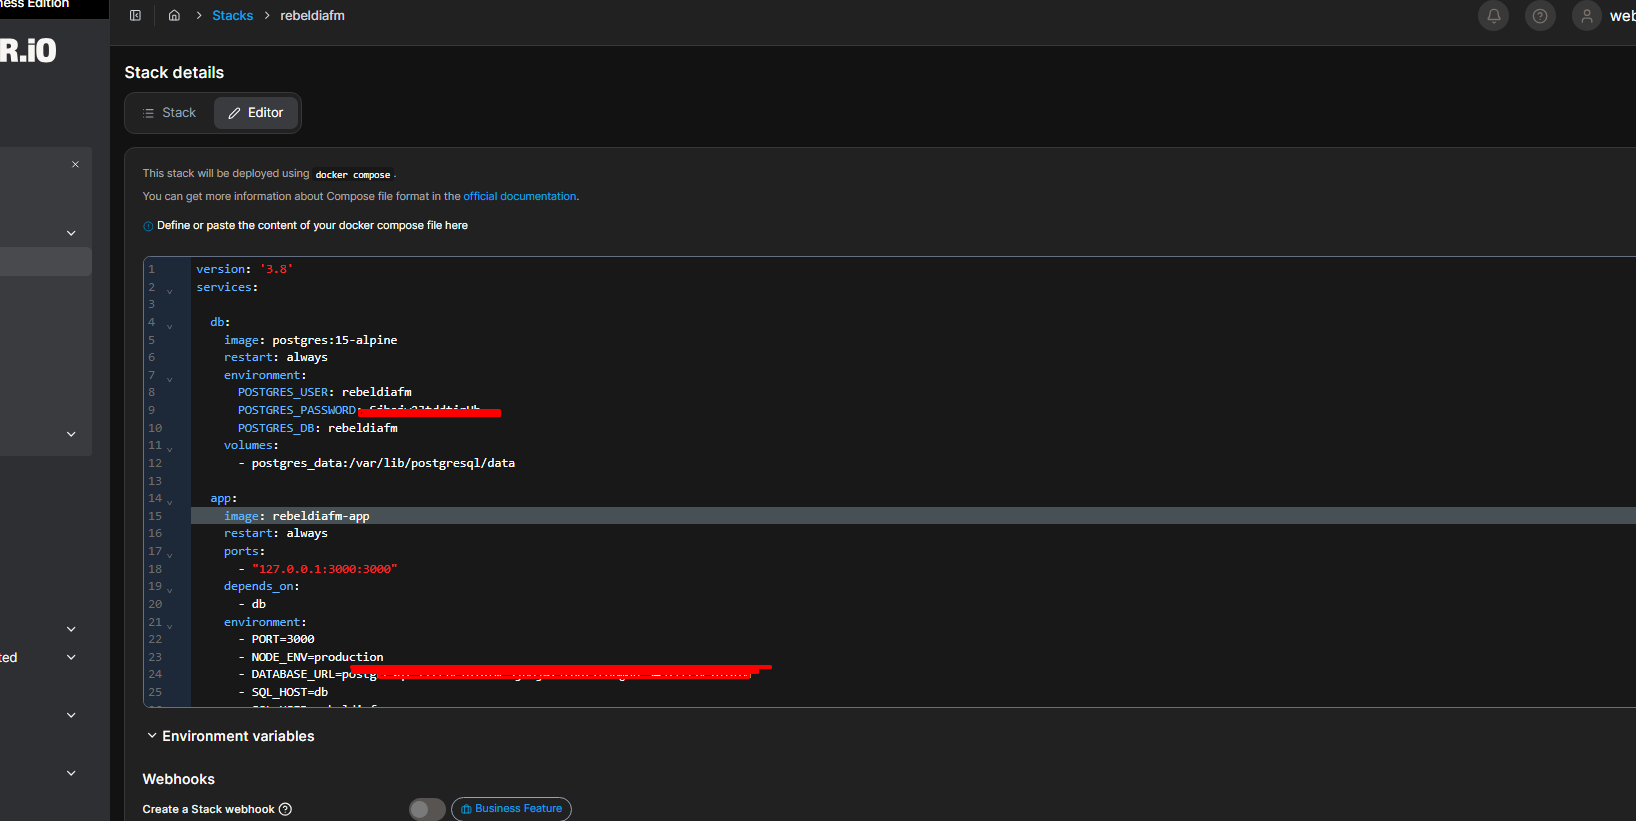 ness Edition
Stacks > rebeldiafm
web
R.iO
Stack details
Stack
Editor
This stack will be deployed using docker compose.
You can get more information about Compose file format in the official documentation.
Define or paste the content of your docker compose file here
1 version: '3.8'
2 services:
3
4 db:
5 image: postgres:15-alpine
6 restart: always
7 environment:
8 POSTGRES_USER: rebeldiafm
9 POSTGRES_PASSWORD:
10 POSTGRES_DB: rebeldiafm
11 volumes:
12 - postgres_data:/var/lib/postgresql/data
13
14 app:
15 image: rebeldiafm-app
16 restart: always
17 ports:
18 - "127.0.0.1:3000:3000"
19 depends_on:
20 - db
21 environment:
22 - PORT=3000
23 - NODE_ENV=production
24 - DATABASE_URL=postg
25 - SQL_HOST=db
ted
Environment variables
Webhooks
Create a Stack webhook
Business Feature